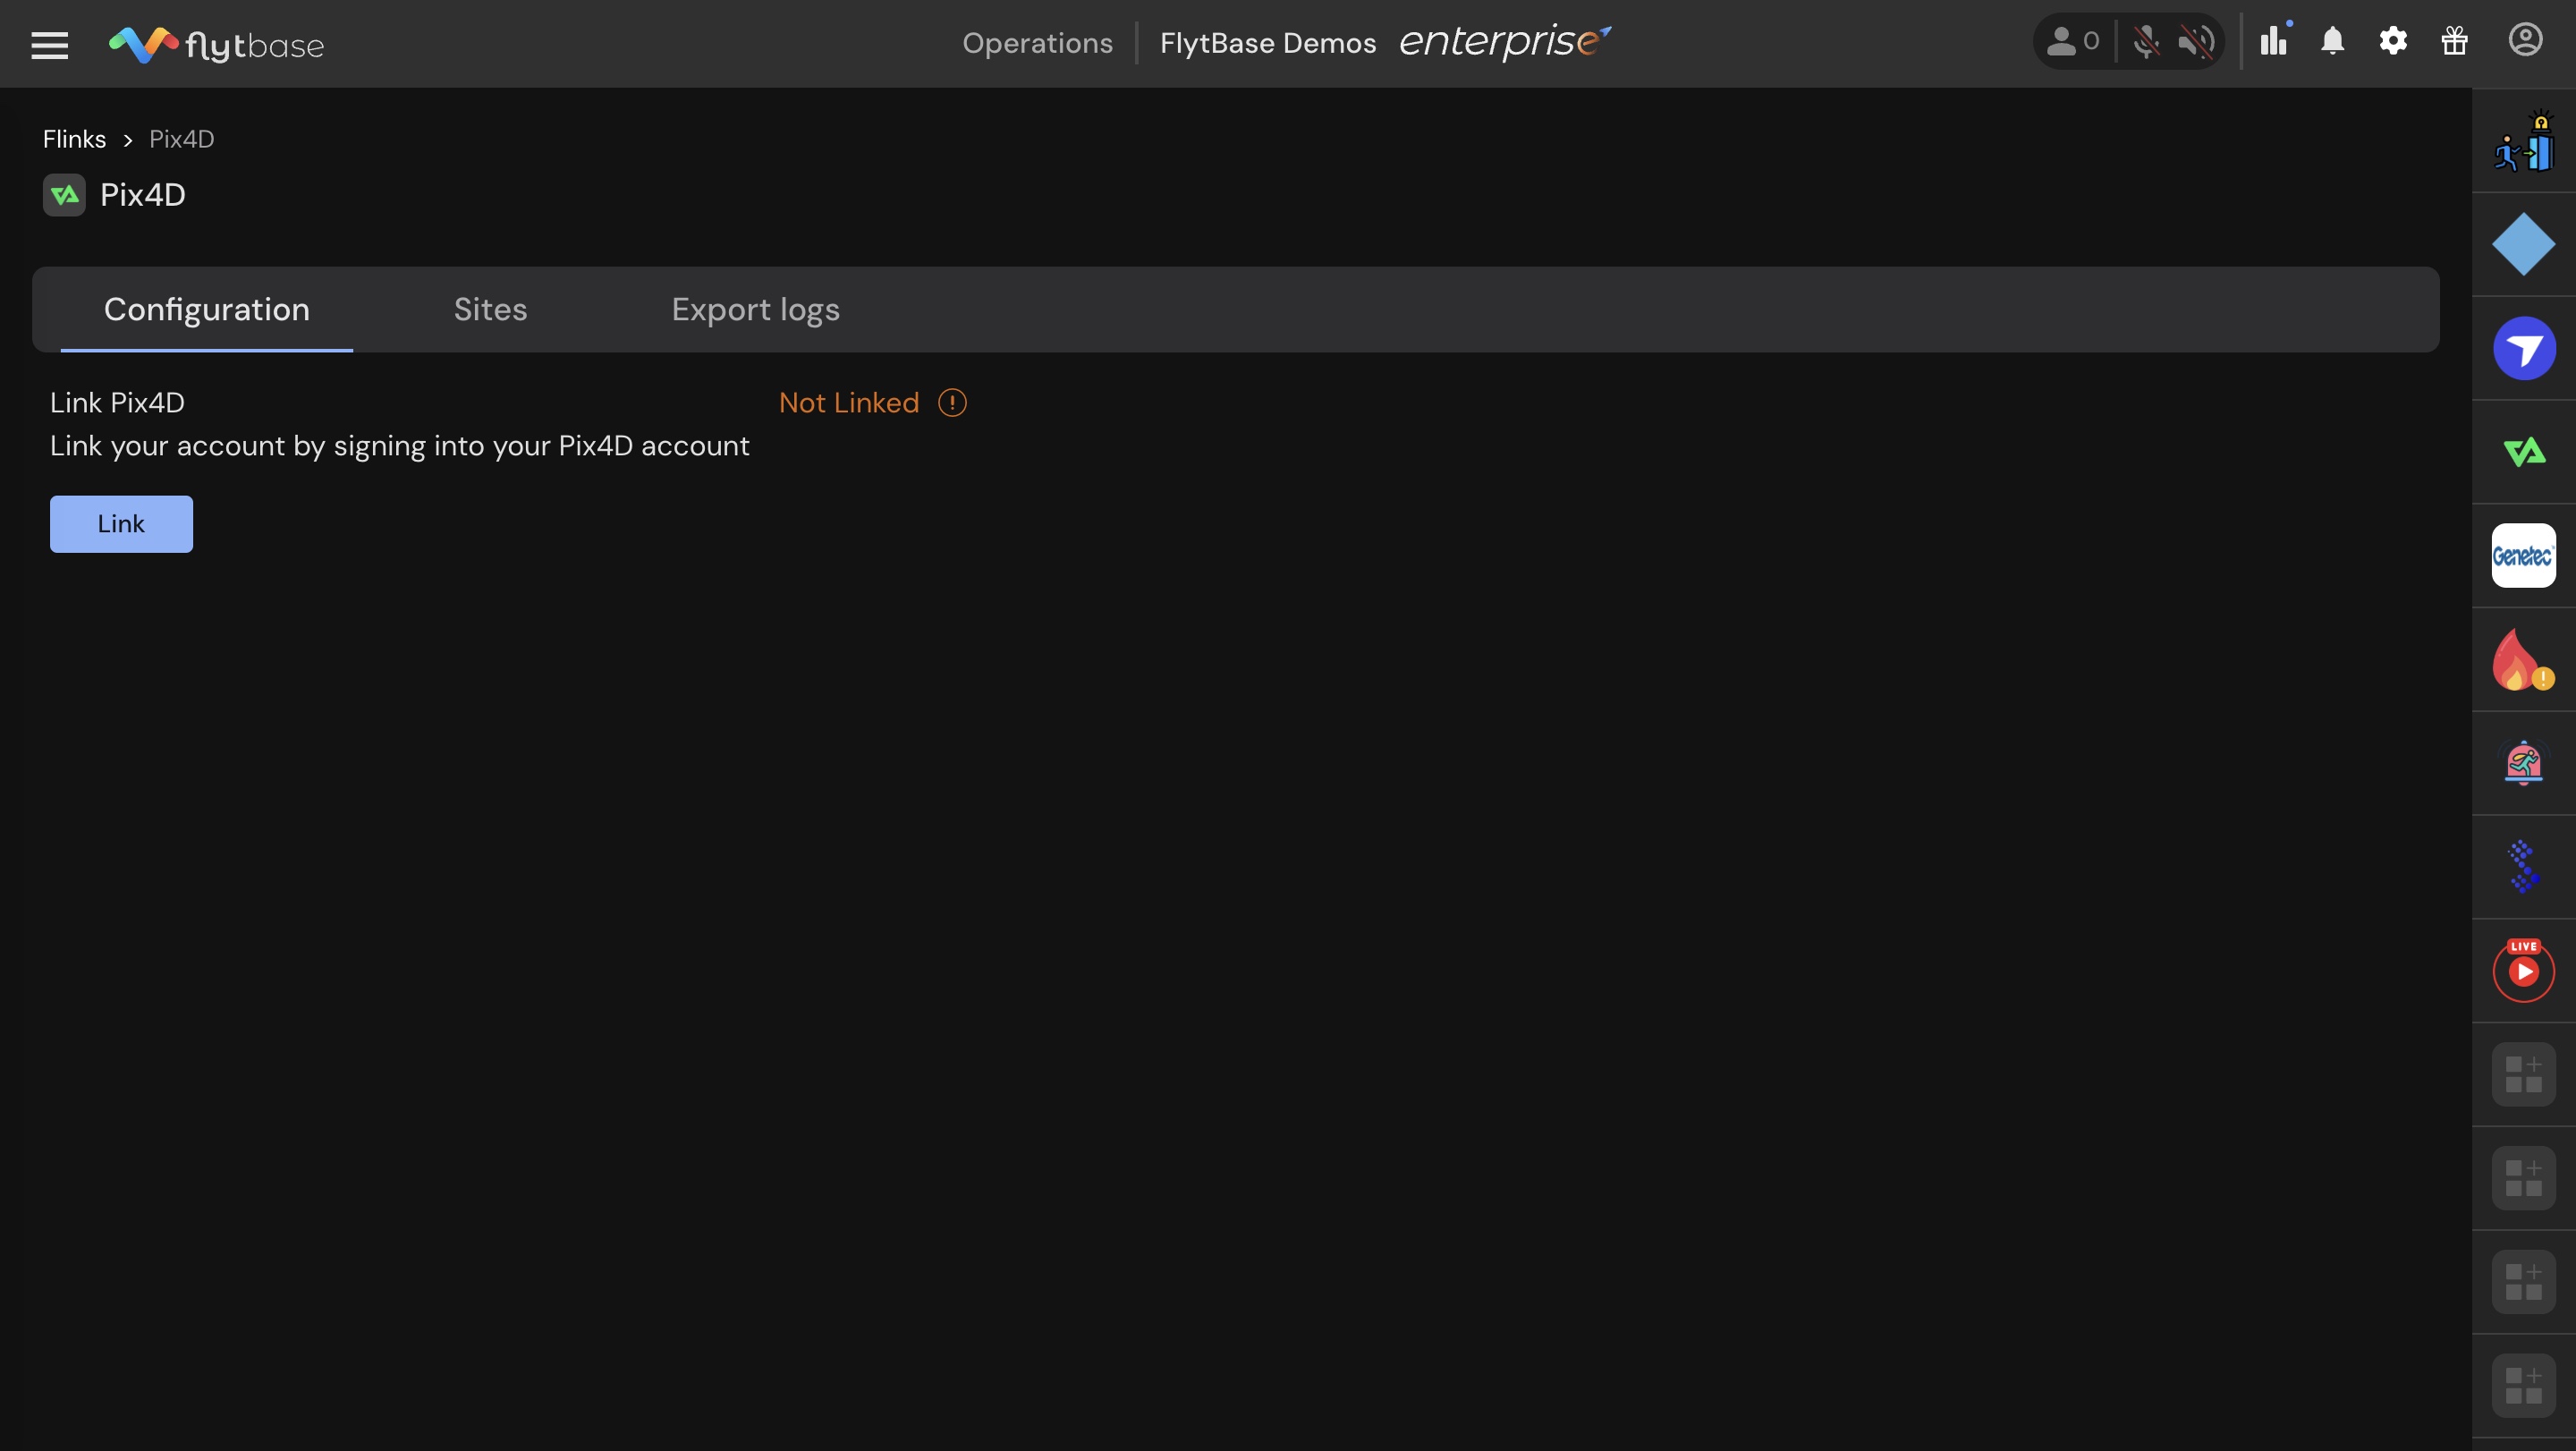 flytbase
Operations
FlytBase Demos enterprise
0
Flinks > Pix4D
Pix4D
Configuration
Sites
Export logs
Link Pix4D
Not Linked
Link your account by signing into your Pix4D account
Link
Genetec
LIVE